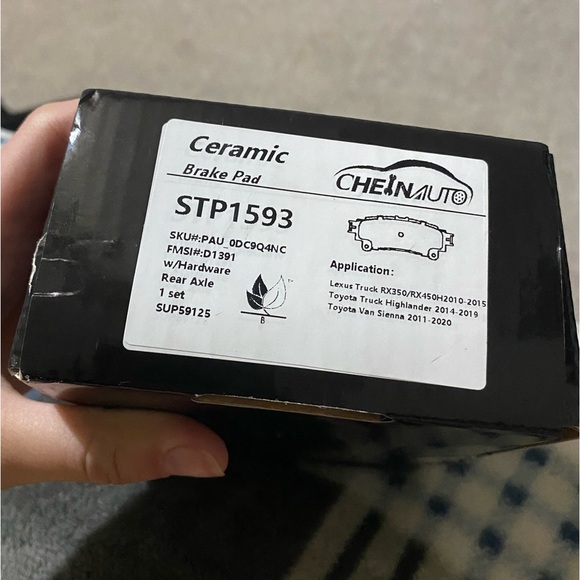 Ceramic
Brake Pad
CHEINAUTO
STP1593
SKU#:PAU_0DC9Q4NC
FMSI#:D1391
w/Hardware
Rear Axle
1 set
SUP59125
B
Application:
Lexus Truck RX350/RX450H2010-2015
Toyota Truck Highlander 2014-2019
Toyota Van Sienna 2011-2020